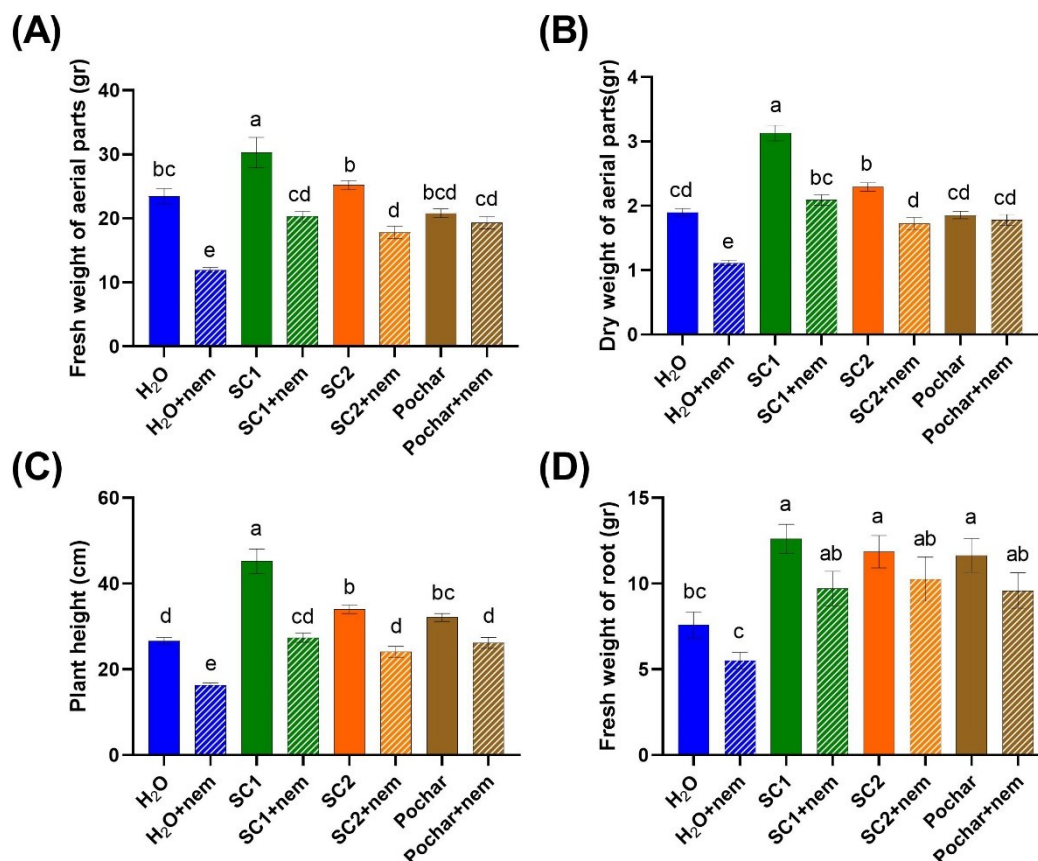 (A)
Fresh weight of aerial parts (gr)
40
30
20
10
0
bc
e
a
cd
b
d
bcd
cd
H₂O
H₂O+nem
SC1
SC1+nem
SC2
SC2+nem
Pochar
Pochar+nem
(B)
Dry weight of aerial parts(gr)
4
3
2
1
0
cd
e
a
bc
b
d
cd
cd
H₂O
H₂O+nem
SC1
SC1+nem
SC2
SC2+nem
Pochar
Pochar+nem
(C)
Plant height (cm)
60
40
20
0
d
e
a
cd
b
d
bc
d
H₂O
H₂O+nem
SC1
SC1+nem
SC2
SC2+nem
Pochar
Pochar+nem
(D)
Fresh weight of root (gr)
15
10
5
0
bc
c
a
ab
a
ab
a
ab
H₂O
H₂O+nem
SC1
SC1+nem
SC2
SC2+nem
Pochar
Pochar+nem